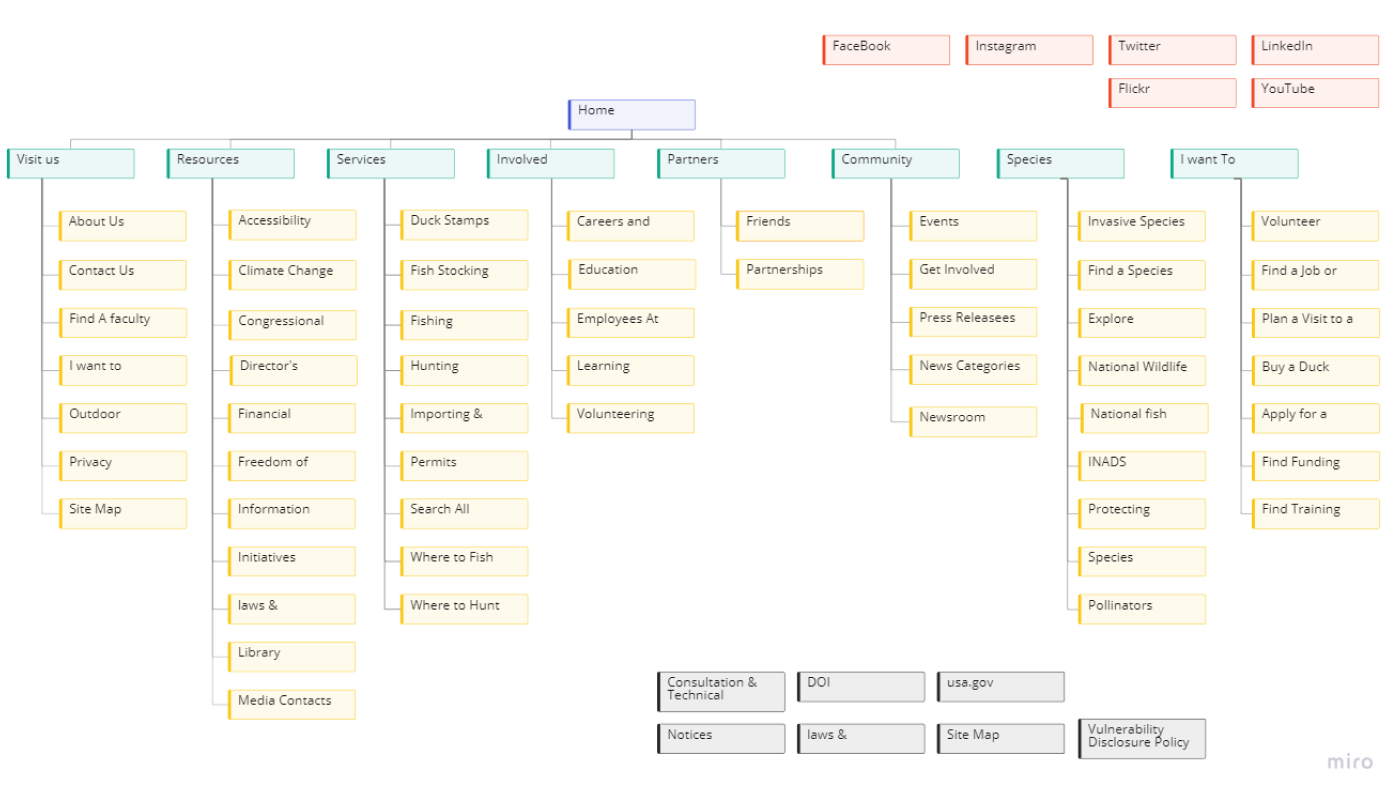 FaceBook
Instagram
Twitter
LinkedIn
Flickr
YouTube
Home
Visit us
Resources
Services
Involved
Partners
Community
Species
I want To
About Us
Contact Us
Find A faculty
I want to
Outdoor
Privacy
Site Map
Accessibility
Climate Change
Congressional
Director's
Financial
Freedom of
Information
Initiatives
laws &
Library
Media Contacts
Duck Stamps
Fish Stocking
Fishing
Hunting
Importing &
Permits
Search All
Where to Fish
Where to Hunt
Careers and
Education
Employees At
Learning
Volunteering
Friends
Partnerships
Events
Get Involved
Press Releasees
News Categories
Newsroom
Invasive Species
Find a Species
Explore
National Wildlife
National fish
INADS
Protecting
Species
Pollinators
Volunteer
Find a Job or
Plan a Visit to a
Buy a Duck
Apply for a
Find Funding
Find Training
Consultation &
Technical
DOI
usa.gov
Notices
laws &
Site Map
Vulnerability
Disclosure Policy
miro